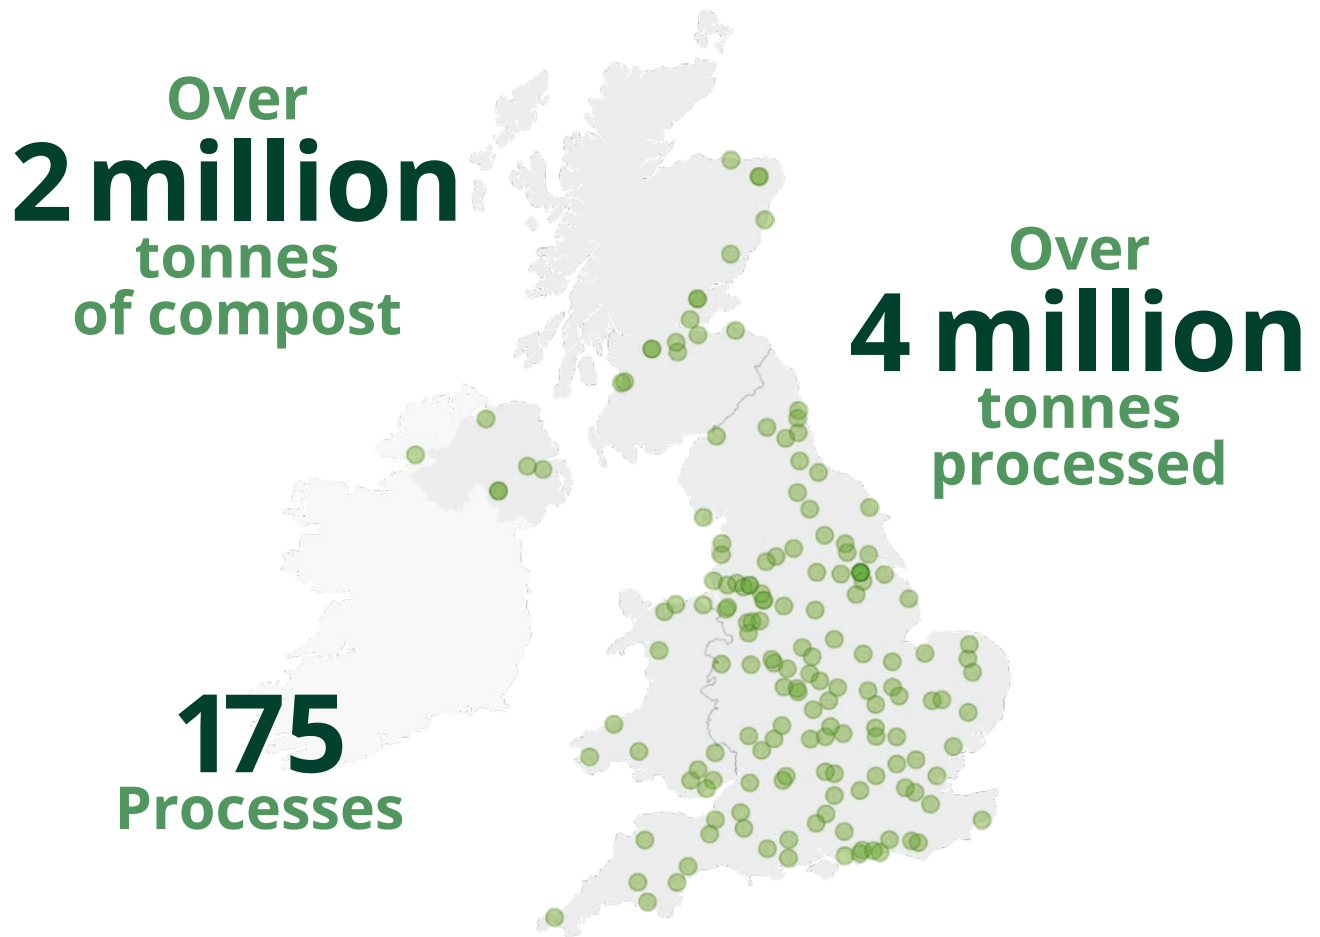 Over
2 million
tonnes
of compost
Over
4 million
tonnes
processed
175
Processes